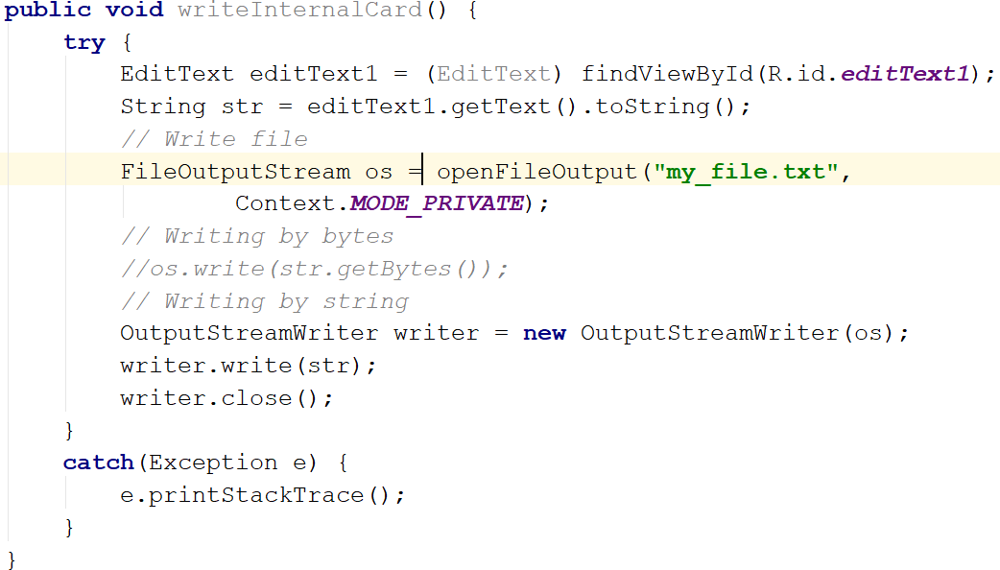 public void writeInternalCard() {
try {
EditText editText1 = (EditText) findViewById(R.id.editText1);
String str = editText1.getText().toString();
// Write file
FileOutputStream os = openFileOutput("my_file.txt",
Context.MODE_PRIVATE);
// Writing by bytes
//os.write(str.getBytes());
// Writing by string
OutputStreamWriter writer = new OutputStreamWriter(os);
writer.write(str);
writer.close();
}
catch(Exception e) {
e.printStackTrace();
}
}